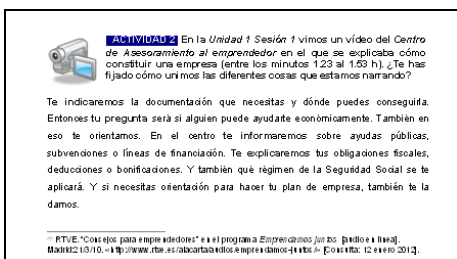 ACTIVIDAD 2 En la Unidad 1 Sesión 1 vimos un vídeo del Centro
de Asesoramiento al emprendedor en el que se explicaba cómo
constituir una empresa (entre los minutos 1.23 al 1.53 h). ¿Te has
fijado cómo unimos las diferentes cosas que estamos narrando?
Te indicaremos la documentación que necesitas y dónde puedes conseguirla.
Entonces tu pregunta será si alguien puede ayudarte económicamente. También en
eso te orientamos. En el centro te informaremos sobre ayudas públicas,
subvenciones o líneas de financiación. Te explicaremos tus obligaciones fiscales,
deducciones o bonificaciones. Y también qué régimen de la Seguridad Social se te
aplicará. Y si necesitas orientación para hacer tu plan de empresa, también te la
damos.
RTVE. "Consejos para emprendedores" en el programa Emprendamos juntos [audio en línea].
Madrid:21/3/10. <http://www.rtve.es/alacarta/audios/emprendamos-juntos/> [Consulta: 12 enero 2012].